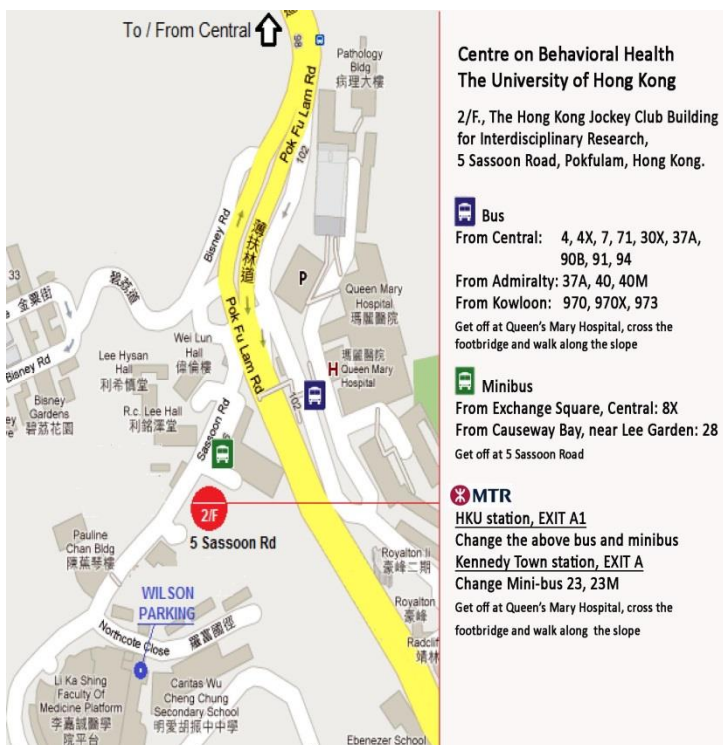 To / From Central
98
Pok Fu Lam Rd
Pathology
Bldg
病理大樓
102
Bisney Rd
薄扶林道
碧荔道
33
金粟街
P
Queen Mary
Hospital
瑪麗醫院
Pok Fu Lam Rd
Wei Lun
Hall
偉倫樓
Lee Hysan
Hall
利希慎堂
H
瑪麗醫院
Queen Mary
Hospital
Bisney Rd
Bisney
Gardens
碧荔花園
R.c. Lee Hall
利銘澤堂
102
Sassoon Rd
2/F
5 Sassoon Rd
Pauline
Chan Bldg
陳蕉琴樓
Royalton Ii
豪峰二期
WILSON
PARKING
Royalton
豪峰
Northcote Close
羅富國徑
Radclif
靖林
Li Ka Shing
Faculty Of
Medicine Platform
李嘉誠醫學
院平台
Caritas Wu
Cheng Chung
Secondary School
明愛胡振中中學
Ebenezer School
Centre on Behavioral Health
The University of Hong Kong
2/F., The Hong Kong Jockey Club Building
for Interdisciplinary Research,
5 Sassoon Road, Pokfulam, Hong Kong.
Bus
From Central: 4, 4X, 7, 71, 30X, 37A,
90B, 91, 94
From Admiralty: 37A, 40, 40M
From Kowloon: 970, 970X, 973
Get off at Queen's Mary Hospital, cross the
footbridge and walk along the slope
Minibus
From Exchange Square, Central: 8X
From Causeway Bay, near Lee Garden: 28
Get off at 5 Sassoon Road
MTR
HKU station, EXIT A1
Change the above bus and minibus
Kennedy Town station, EXIT A
Change Mini-bus 23, 23M
Get off at Queen's Mary Hospital, cross the
footbridge and walk along the slope